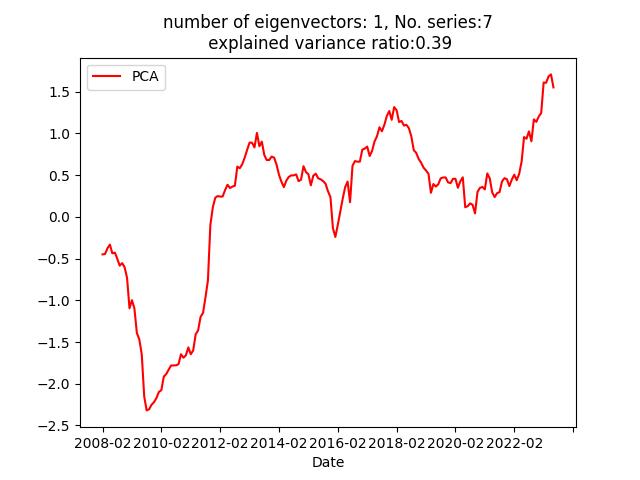 number of eigenvectors: 1, No. series:7
explained variance ratio:0.39
PCA
1.5
1.0
0.5
0.0
−0.5
−1.0
−1.5
−2.0
−2.5
2008-02 2010-02 2012-02 2014-02 2016-02 2018-02 2020-02 2022-02
Date